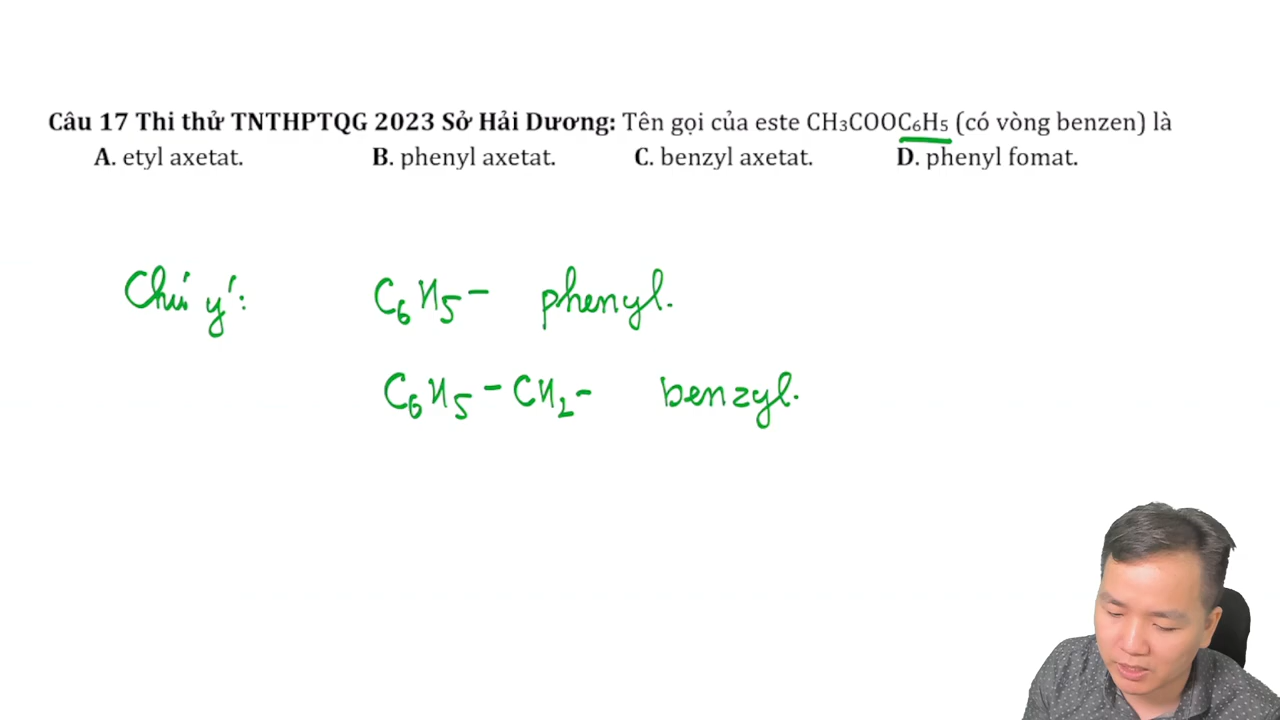 Câu 17 Thi thử TNTHPTQG 2023 Sở Hải Dương: Tên gọi của este CH₃COOC₆H₅ (có vòng benzen) là
A. etyl axetat. B. phenyl axetat. C. benzyl axetat. D. phenyl fomat.
Chú ý: C₆H₅– phenyl.
C₆H₅–CH₂– benzyl.